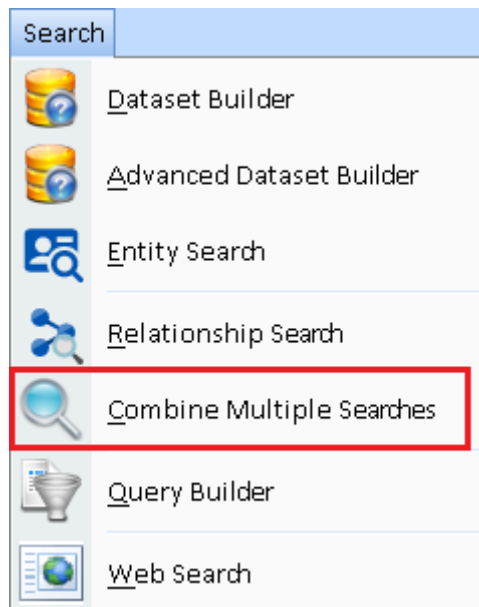 Search
Dataset Builder
Advanced Dataset Builder
Entity Search
Relationship Search
Combine Multiple Searches
Query Builder
Web Search